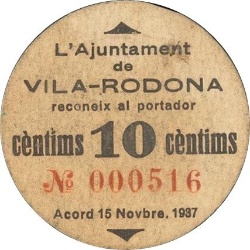 L'Ajuntament
de
VILA-RODONA
reconeix al portador
cèntims 10 cèntims
№ 000516
Acord 15 Novbre. 1937